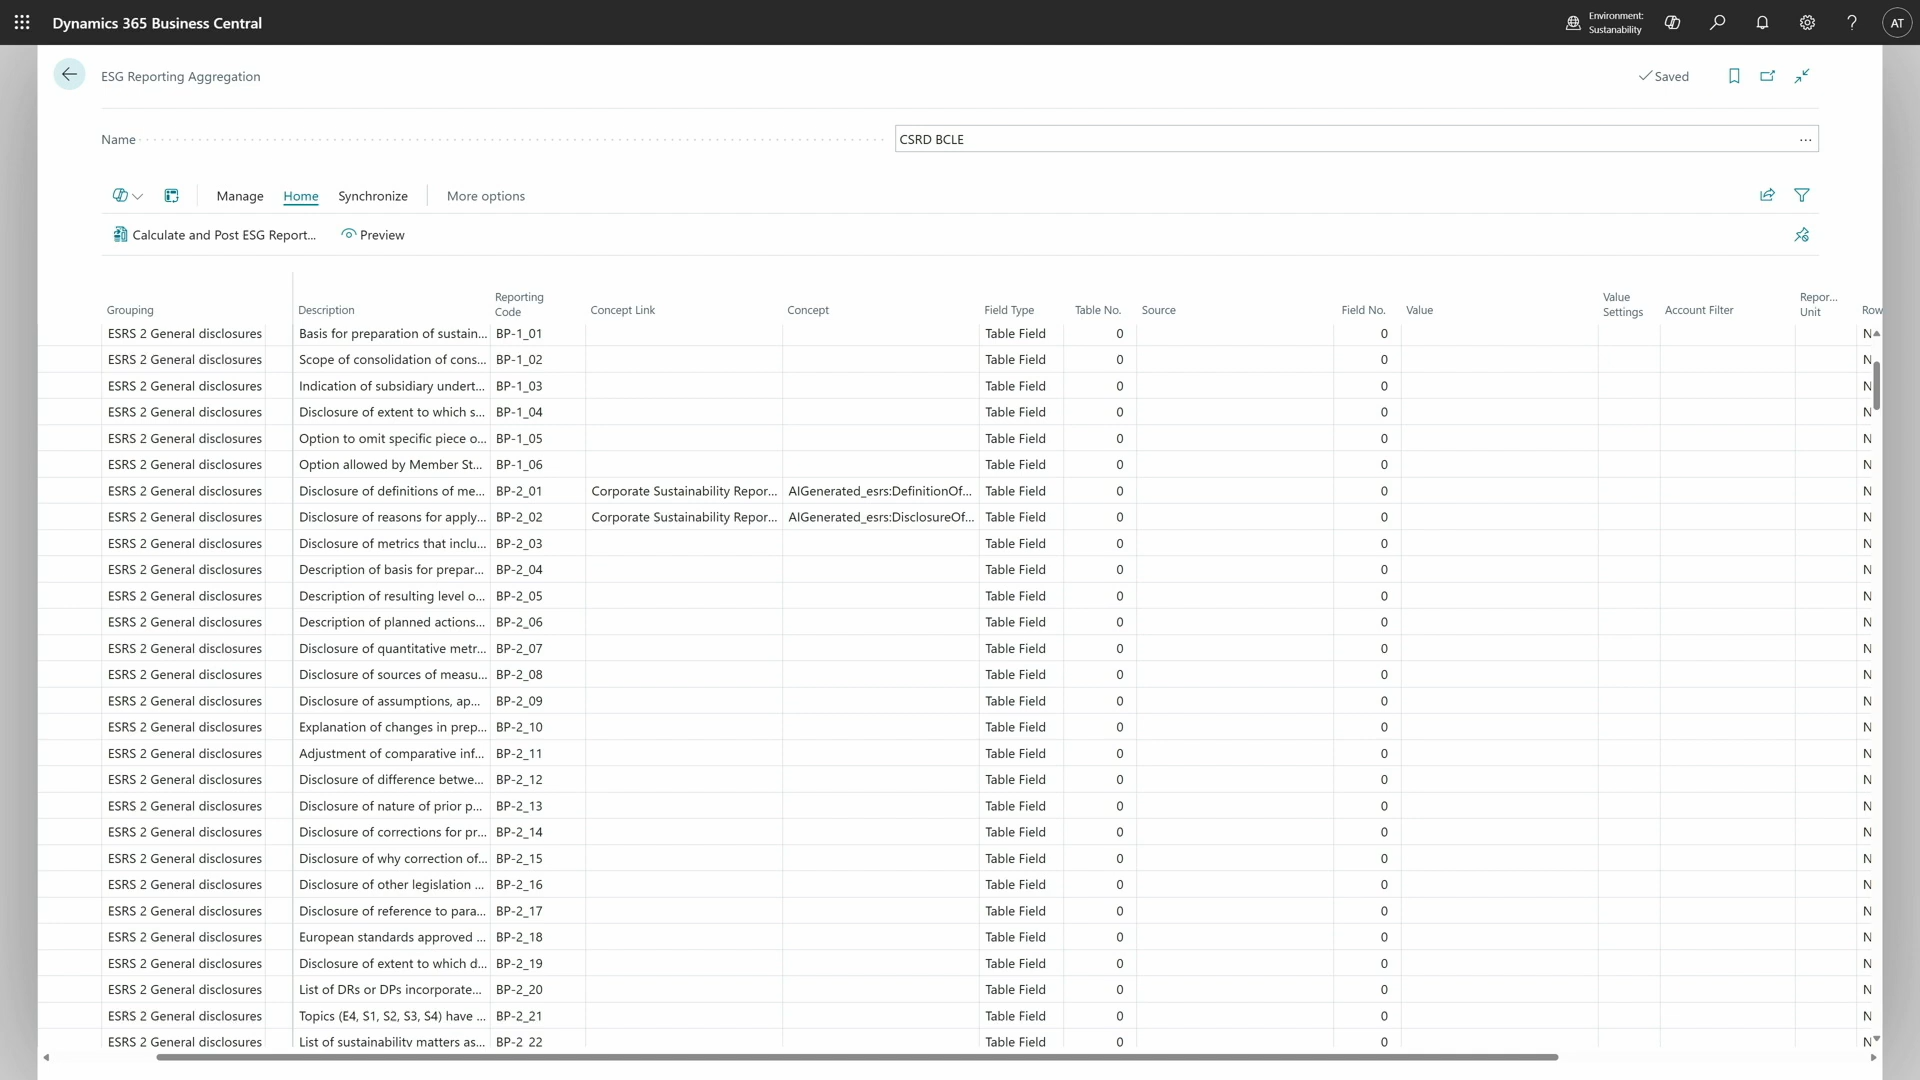 Dynamics 365 Business Central
Environment:
Sustanability
AT
ESG Reporting Aggregation
Saved
Name
CSRD BCLE
Manage Home Synchronize More options
Calculate and Post ESG Report... Preview
Grouping Description Reporting Code Concept Link Concept Field Type Table No. Source Field No. Value Value Settings Account Filter Repor... Unit Row
ESRS 2 General disclosures Basis for preparation of sustain... BP-1_01 Table Field 0 0 N
ESRS 2 General disclosures Scope of consolidation of cons... BP-1_02 Table Field 0 0 N
ESRS 2 General disclosures Indication of subsidiary undert... BP-1_03 Table Field 0 0 N
ESRS 2 General disclosures Disclosure of extent to which s... BP-1_04 Table Field 0 0 N
ESRS 2 General disclosures Option to omit specific piece o... BP-1_05 Table Field 0 0 N
ESRS 2 General disclosures Option allowed by Member St... BP-1_06 Table Field 0 0 N
ESRS 2 General disclosures Disclosure of definitions of me... BP-2_01 Corporate Sustainability Repor... AIGenerated_esrs:DefinitionOf... Table Field 0 0 N
ESRS 2 General disclosures Disclosure of reasons for apply... BP-2_02 Corporate Sustainability Repor... AIGenerated_esrs:DisclosureOf... Table Field 0 0 N
ESRS 2 General disclosures Disclosure of metrics that inclu... BP-2_03 Table Field 0 0 N
ESRS 2 General disclosures Description of basis for prepar... BP-2_04 Table Field 0 0 N
ESRS 2 General disclosures Description of resulting level o... BP-2_05 Table Field 0 0 N
ESRS 2 General disclosures Description of planned actions... BP-2_06 Table Field 0 0 N
ESRS 2 General disclosures Disclosure of quantitative metr... BP-2_07 Table Field 0 0 N
ESRS 2 General disclosures Disclosure of sources of measu... BP-2_08 Table Field 0 0 N
ESRS 2 General disclosures Disclosure of assumptions, ap... BP-2_09 Table Field 0 0 N
ESRS 2 General disclosures Explanation of changes in prep... BP-2_10 Table Field 0 0 N
ESRS 2 General disclosures Adjustment of comparative inf... BP-2_11 Table Field 0 0 N
ESRS 2 General disclosures Disclosure of difference betwe... BP-2_12 Table Field 0 0 N
ESRS 2 General disclosures Disclosure of nature of prior p... BP-2_13 Table Field 0 0 N
ESRS 2 General disclosures Disclosure of corrections for pr... BP-2_14 Table Field 0 0 N
ESRS 2 General disclosures Disclosure of why correction of... BP-2_15 Table Field 0 0 N
ESRS 2 General disclosures Disclosure of other legislation ... BP-2_16 Table Field 0 0 N
ESRS 2 General disclosures Disclosure of reference to para... BP-2_17 Table Field 0 0 N
ESRS 2 General disclosures European standards approved ... BP-2_18 Table Field 0 0 N
ESRS 2 General disclosures Disclosure of extent to which d... BP-2_19 Table Field 0 0 N
ESRS 2 General disclosures List of DRs or DPs incorporate... BP-2_20 Table Field 0 0 N
ESRS 2 General disclosures Topics (E4, S1, S2, S3, S4) have ... BP-2_21 Table Field 0 0 N
ESRS 2 General disclosures List of sustainability matters as... BP-2_22 Table Field 0 0 N